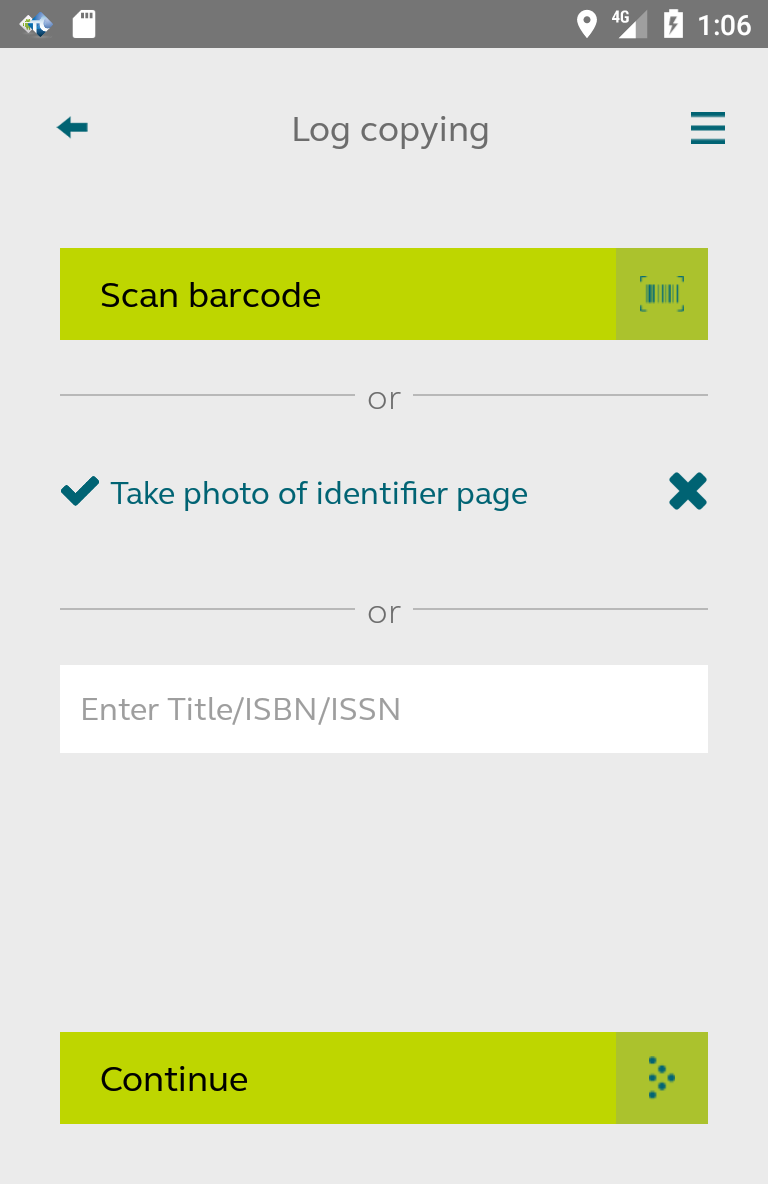 4G 1:06
Log copying
Scan barcode
or
Take photo of identifier page
or
Enter Title/ISBN/ISSN
Continue